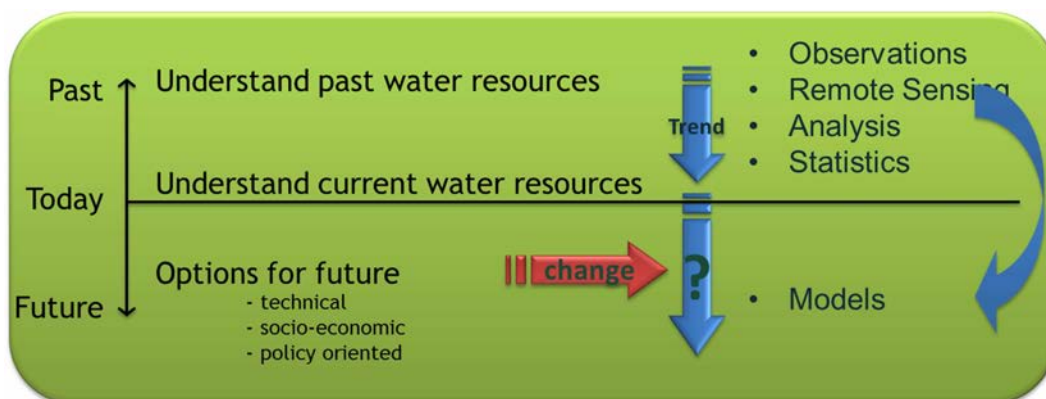 Past
Understand past water resources
Trend
• Observations
• Remote Sensing
• Analysis
• Statistics
Today
Understand current water resources
Future
Options for future
- technical
- socio-economic
- policy oriented
change
?
• Models